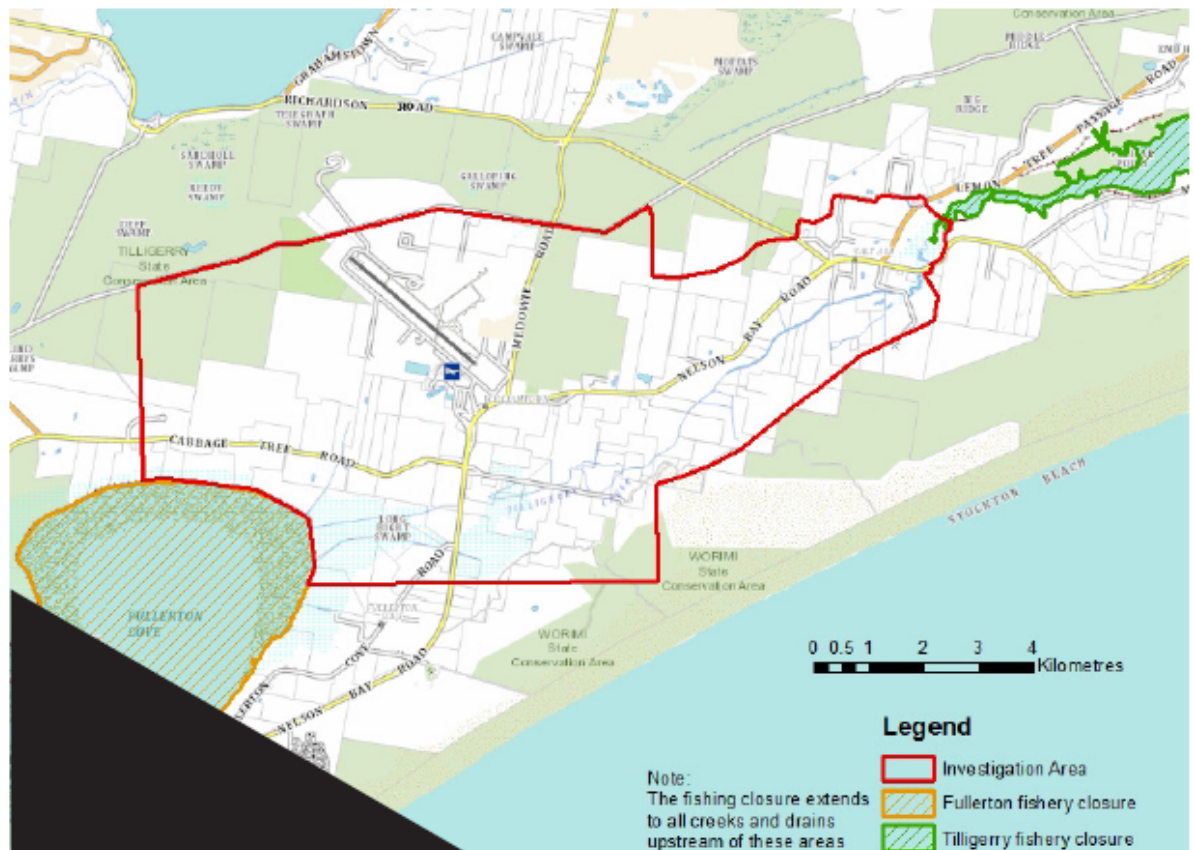 Conservation Area
CAMPVALE
SWAMP
MOFFATS
SWAMP
GRAHAMSTOWN
RICHARDSON ROAD
TELEGRAPH
SWAMP
BIG
RIDGE
LEMON TREE PASSAGE ROAD
SANDHOLE
SWAMP
REEDY
SWAMP
GALLOPING
SWAMP
TILLIGERRY
State
Conservation Area
MEDOWIE ROAD
NELSON BAY ROAD
CABBAGE TREE ROAD
STOCKTON BEACH
LONG
BIGHT
SWAMP
WORIMI
State
Conservation Area
FULLERTON
COVE
FULLERTON COVE ROAD
WORIMI
State
Conservation Area
NELSON BAY ROAD
0 0.5 1 2 3 4
Kilometres
Legend
Investigation Area
Fullerton fishery closure
Tilligerry fishery closure
Note:
The fishing closure extends
to all creeks and drains
upstream of these areas